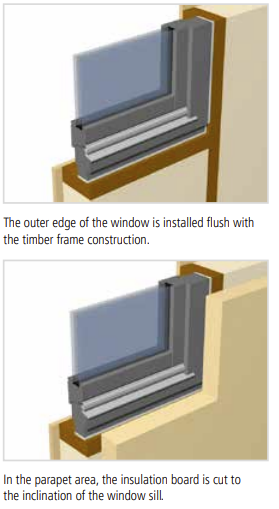 The outer edge of the window is installed flush with
the timber frame construction.
In the parapet area, the insulation board is cut to
the inclination of the window sill.